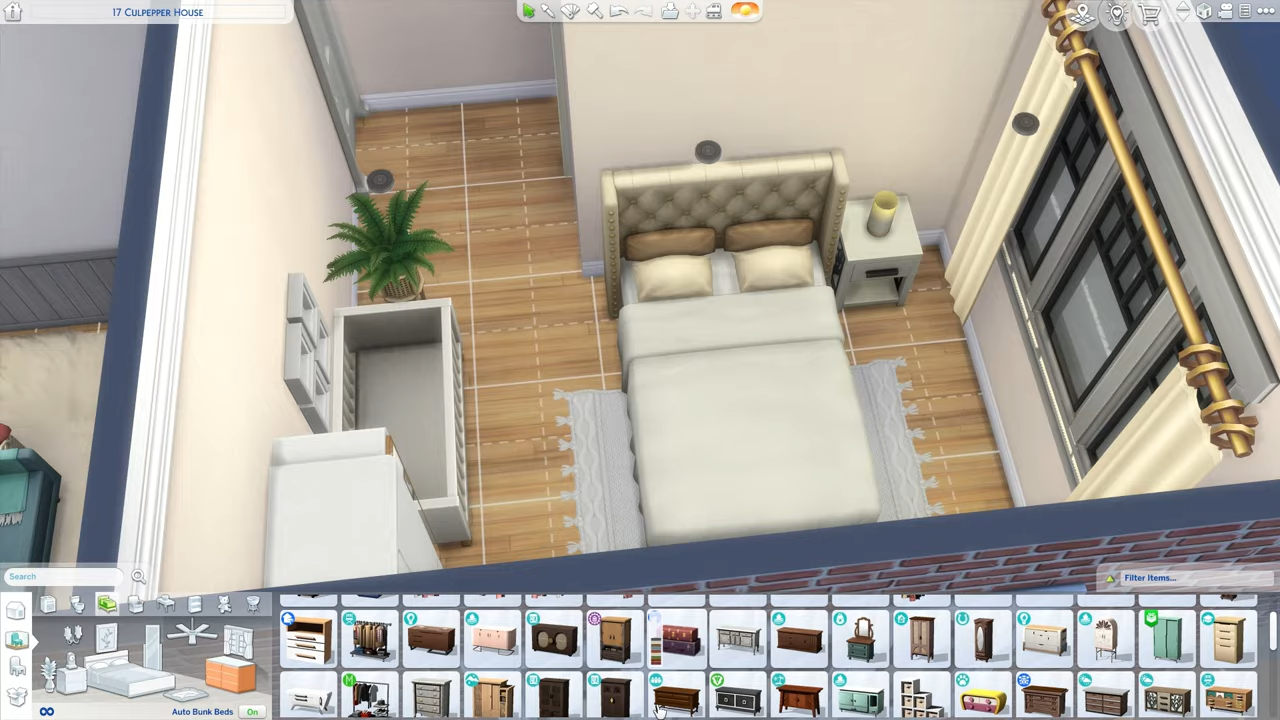 17 Culpepper House
Search
Filter Items...
Auto Bunk Beds
On